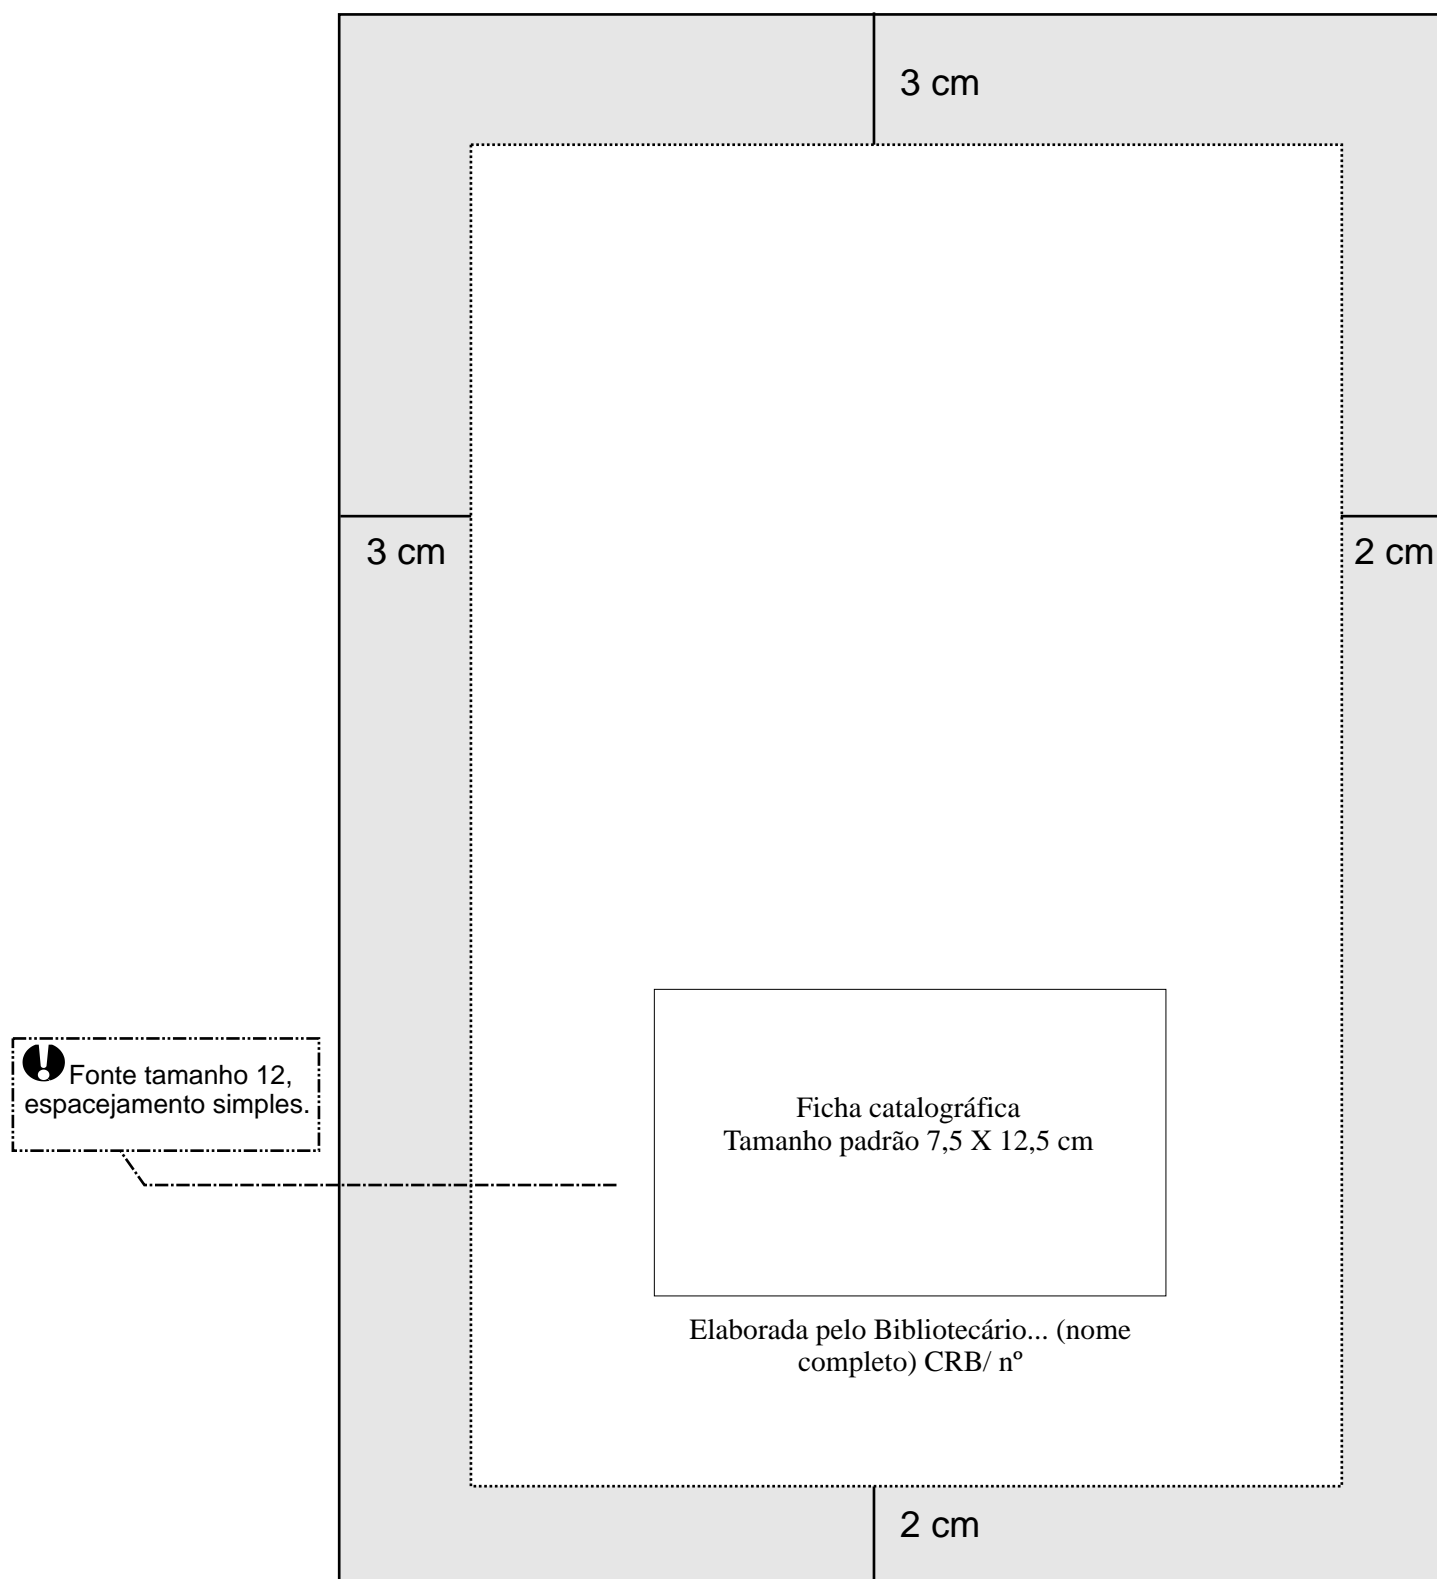 3 cm
3 cm
2 cm
Fonte tamanho 12,
espacejamento simples.
Ficha catalográfica
Tamanho padrão 7,5 X 12,5 cm
Elaborada pelo Bibliotecário... (nome
completo) CRB/ nº
2 cm